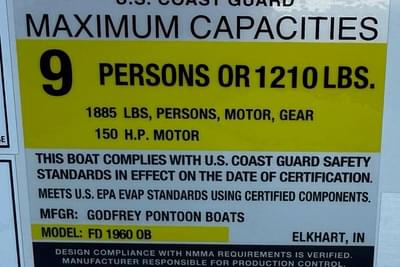 U.S. COAST GUARD
MAXIMUM CAPACITIES
9 PERSONS OR 1210 LBS.
1885 LBS, PERSONS, MOTOR, GEAR
150 H.P. MOTOR
THIS BOAT COMPLIES WITH U.S. COAST GUARD SAFETY
STANDARDS IN EFFECT ON THE DATE OF CERTIFICATION.
MEETS U.S. EPA EVAP STANDARDS USING CERTIFIED COMPONENTS.
MFGR: GODFREY PONTOON BOATS
MODEL: FD 1960 OB ELKHART, IN
DESIGN COMPLIANCE WITH NMMA REQUIREMENTS IS VERIFIED.
MANUFACTURER RESPONSIBLE FOR PRODUCTION CONTROL.